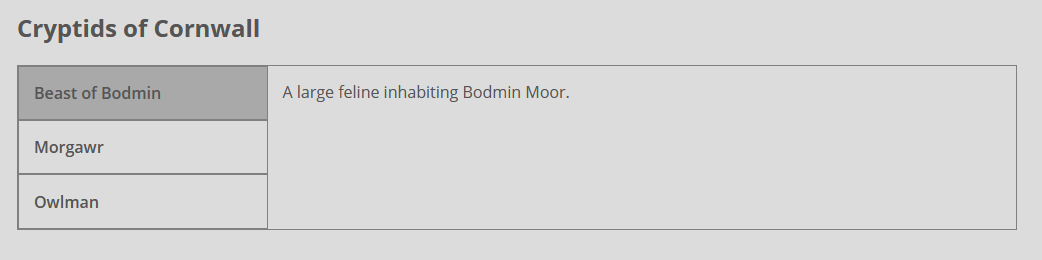 Cryptids of Cornwall
Beast of Bodmin
A large feline inhabiting Bodmin Moor.
Morgawr
Owlman